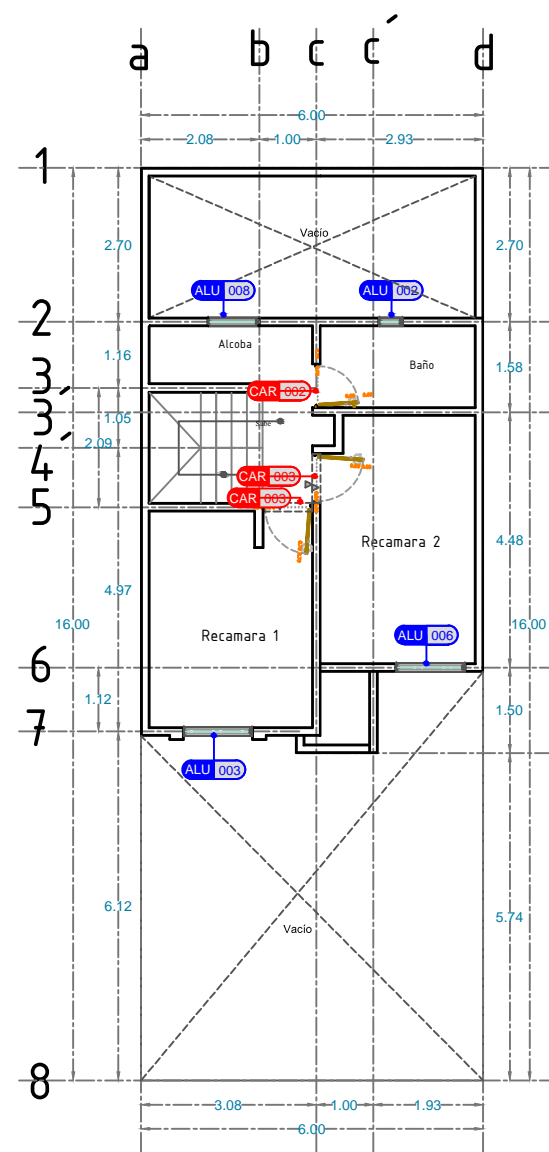 a b c c´ d
6.00
2.08 1.00 2.93
1
2.70 2.70
Vacío
ALU 008 ALU 002
2
Alcoba
1.16 1.58
Baño
3
CAR 002
3´
1.05
Sube
2.09
4´
CAR 003
CAR 003
5
Recamara 2
4.48
4.97
16.00 16.00
Recamara 1
ALU 006
6
1.12
1.50
7
ALU 003
6.12 5.74
Vacío
8
3.08 1.00 1.93
6.00